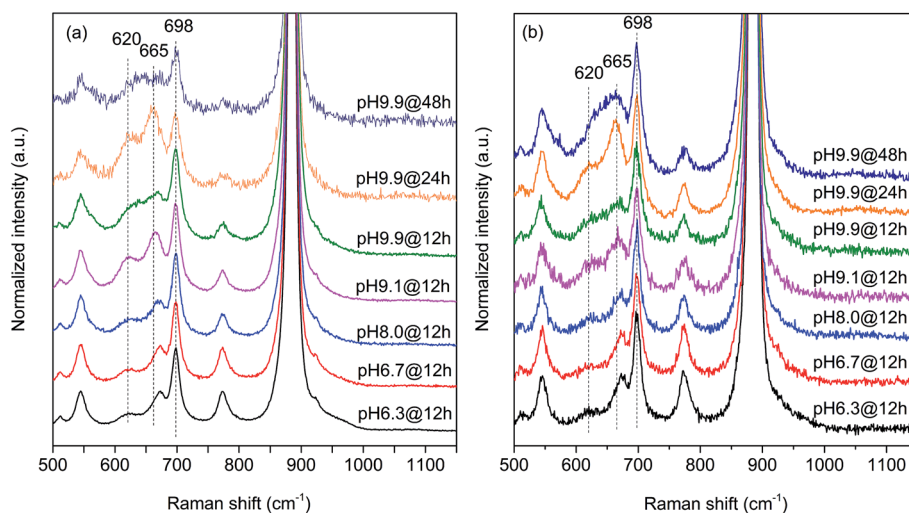 (a)
698
620
665
pH9.9@48h
pH9.9@24h
pH9.9@12h
pH9.1@12h
pH8.0@12h
pH6.7@12h
pH6.3@12h
Normalized intensity (a.u.)
500 600 700 800 900 1000 1100
Raman shift (cm⁻¹)
(b)
698
665
620
pH9.9@48h
pH9.9@24h
pH9.9@12h
pH9.1@12h
pH8.0@12h
pH6.7@12h
pH6.3@12h
Normalized intensity (a.u.)
500 600 700 800 900 1000 1100
Raman shift (cm⁻¹)